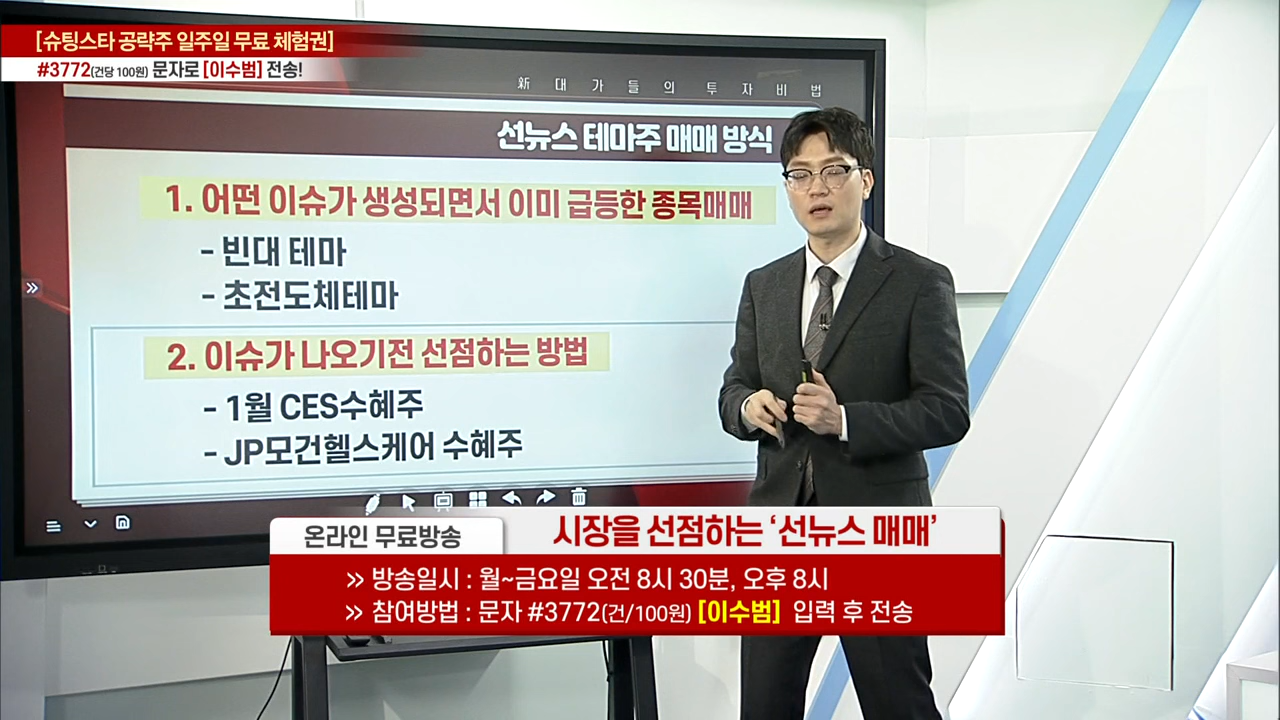 [슈팅스타 공략주 일주일 무료 체험권]
#3772(건당 100원) 문자로 [이수범] 전송!
新대가들의 투자비법
선뉴스 테마주 매매 방식
1. 어떤 이슈가 생성되면서 이미 급등한 종목매매
- 빈대 테마
- 초전도체테마
2. 이슈가 나오기전 선점하는 방법
- 1월 CES수혜주
- JP모건헬스케어 수혜주
온라인 무료방송
시장을 선점하는 ‘선뉴스 매매’
» 방송일시 : 월~금요일 오전 8시 30분, 오후 8시
» 참여방법 : 문자 #3772(건/100원) [이수범] 입력 후 전송